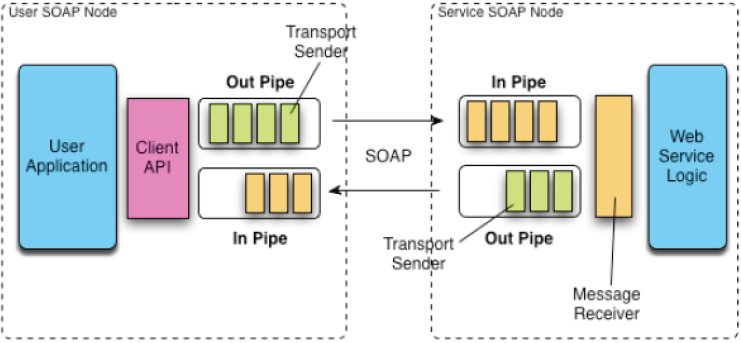 User SOAP Node
Service SOAP Node
Transport
Sender
Out Pipe
In Pipe
User
Application
Client
API
SOAP
Web
Service
Logic
In Pipe
Transport
Sender
Out Pipe
Message
Receiver